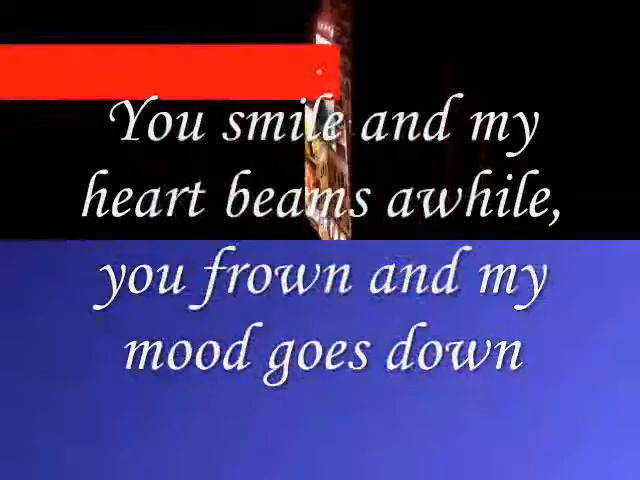 You smile and my
heart beams awhile,
you frown and my
mood goes down